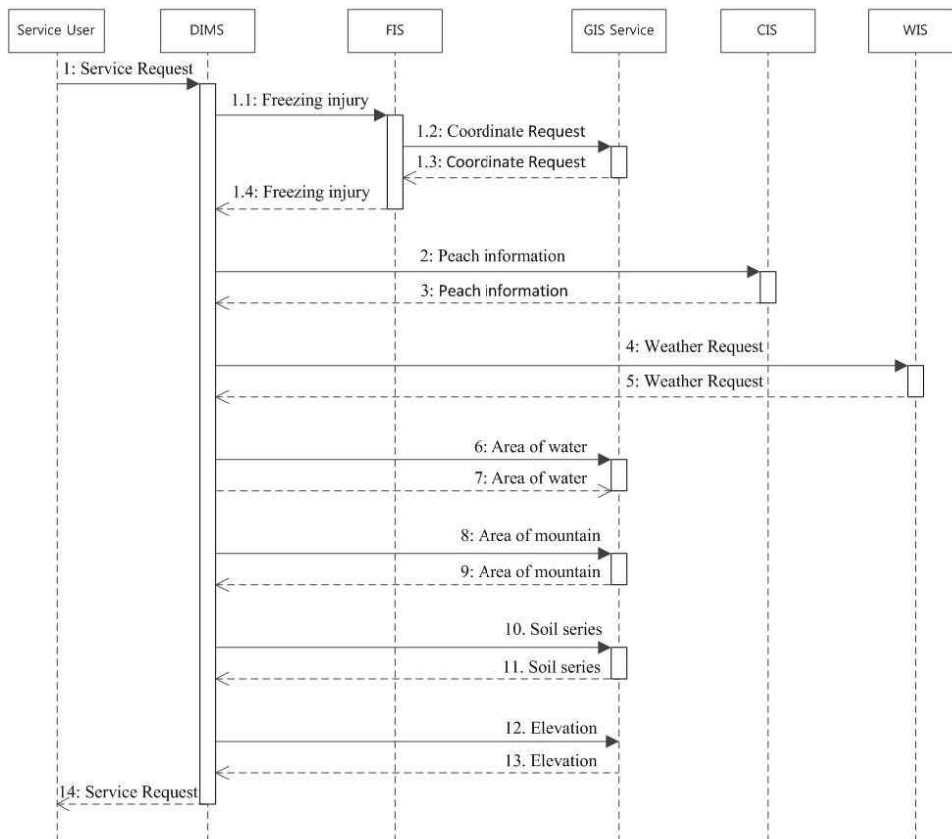 Service User
DIMS
FIS
GIS Service
CIS
WIS
1: Service Request
1.1: Freezing injury
1.2: Coordinate Request
1.3: Coordinate Request
1.4: Freezing injury
2: Peach information
3: Peach information
4: Weather Request
5: Weather Request
6: Area of water
7: Area of water
8: Area of mountain
9: Area of mountain
10. Soil series
11. Soil series
12. Elevation
13. Elevation
14: Service Request